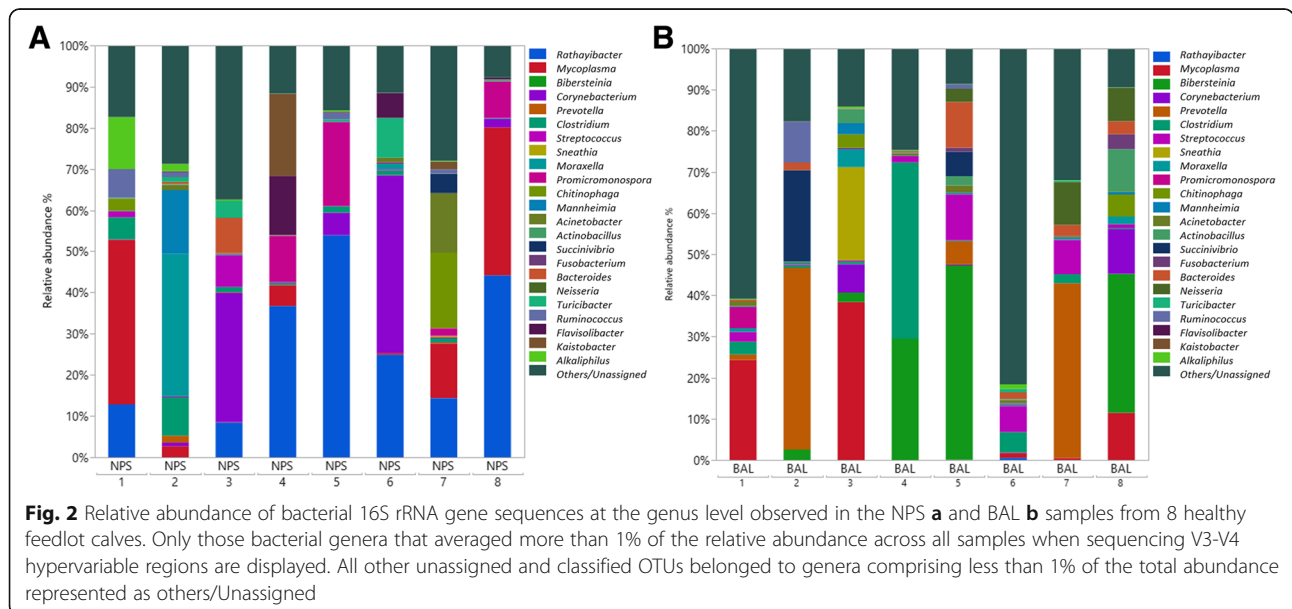 A
100%
90%
80%
70%
60%
50%
40%
30%
20%
10%
0%
Relative abundance %
NPS NPS NPS NPS NPS NPS NPS NPS
1 2 3 4 5 6 7 8
Rathayibacter
Mycoplasma
Bibersteinia
Corynebacterium
Prevotella
Clostridium
Streptococcus
Sneathia
Moraxella
Promicromonospora
Chitinophaga
Mannheimia
Acinetobacter
Actinobacillus
Succinivibrio
Fusobacterium
Bacteroides
Neisseria
Turicibacter
Ruminococcus
Flavisolibacter
Kaistobacter
Alkaliphilus
Others/Unassigned
B
100%
90%
80%
70%
60%
50%
40%
30%
20%
10%
0%
Relative abundance %
BAL BAL BAL BAL BAL BAL BAL BAL
1 2 3 4 5 6 7 8
Rathayibacter
Mycoplasma
Bibersteinia
Corynebacterium
Prevotella
Clostridium
Streptococcus
Sneathia
Moraxella
Promicromonospora
Chitinophaga
Mannheimia
Acinetobacter
Actinobacillus
Succinivibrio
Fusobacterium
Bacteroides
Neisseria
Turicibacter
Ruminococcus
Flavisolibacter
Kaistobacter
Alkaliphilus
Others/Unassigned
Fig. 2 Relative abundance of bacterial 16S rRNA gene sequences at the genus level observed in the NPS a and BAL b samples from 8 healthy
feedlot calves. Only those bacterial genera that averaged more than 1% of the relative abundance across all samples when sequencing V3-V4
hypervariable regions are displayed. All other unassigned and classified OTUs belonged to genera comprising less than 1% of the total abundance
represented as others/Unassigned